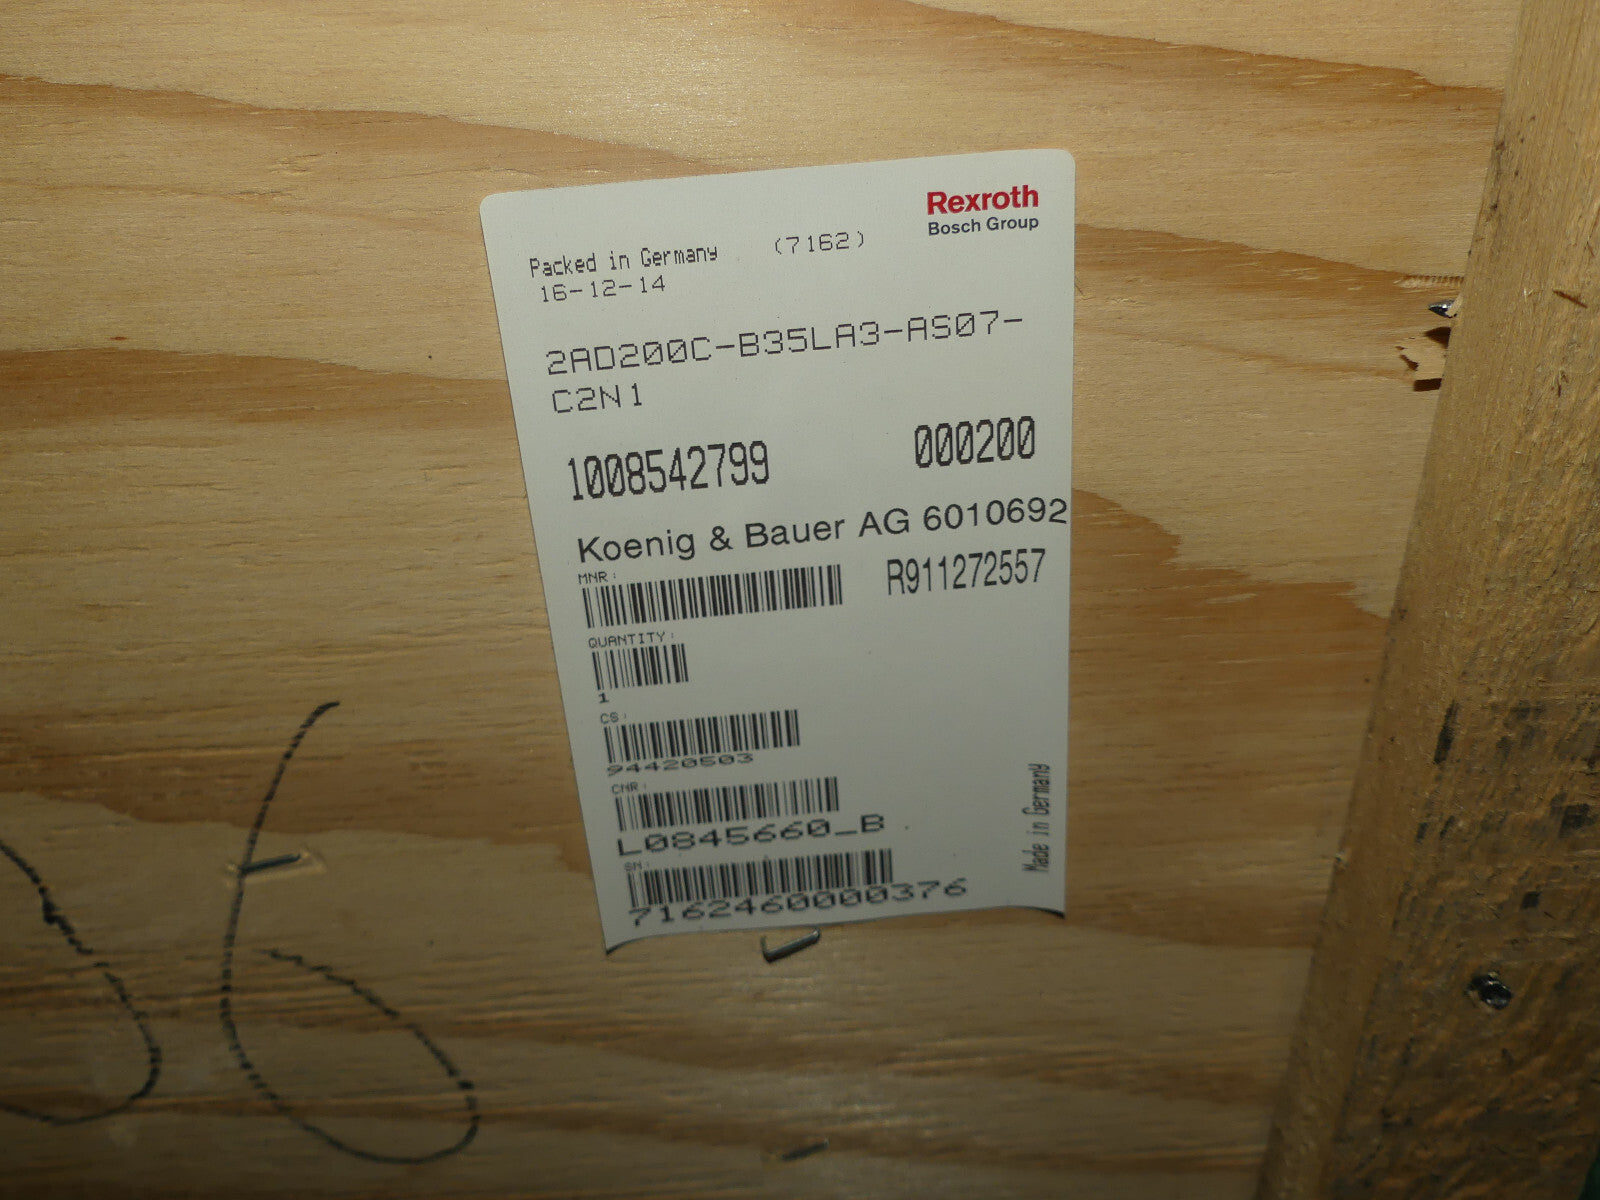 Rexroth
Bosch Group
Packed in Germany (7162)
16-12-14
2AD200C-B35LA3-AS07-
C2N1
1008542799 000200
Koenig & Bauer AG 6010692
MNR:
R911272557
QUANTITY:
1
CS:
94420503
CNR:
L0845660_B
SN:
7162460000376
Made in Germany
6